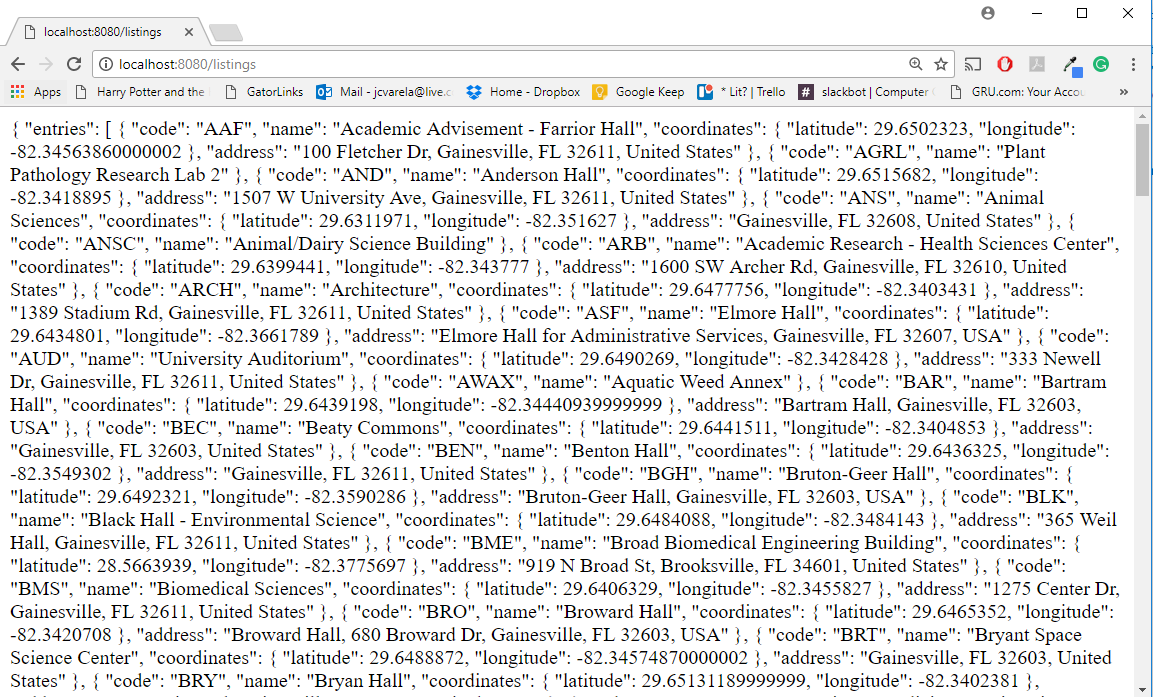 localhost:8080/listings
localhost:8080/listings
Apps Harry Potter and the GatorLinks Mail - jcvarela@live.c Home - Dropbox Google Keep * Lit? | Trello slackbot | Computer GRU.com: Your Accou »
{ "entries": [ { "code": "AAF", "name": "Academic Advisement - Farrior Hall", "coordinates": { "latitude": 29.6502323, "longitude":
-82.34563860000002 }, "address": "100 Fletcher Dr, Gainesville, FL 32611, United States" }, { "code": "AGRL", "name": "Plant
Pathology Research Lab 2" }, { "code": "AND", "name": "Anderson Hall", "coordinates": { "latitude": 29.6515682, "longitude":
-82.3418895 }, "address": "1507 W University Ave, Gainesville, FL 32611, United States" }, { "code": "ANS", "name": "Animal
Sciences", "coordinates": { "latitude": 29.6311971, "longitude": -82.351627 }, "address": "Gainesville, FL 32608, United States" }, {
"code": "ANSC", "name": "Animal/Dairy Science Building" }, { "code": "ARB", "name": "Academic Research - Health Sciences Center",
"coordinates": { "latitude": 29.6399441, "longitude": -82.343777 }, "address": "1600 SW Archer Rd, Gainesville, FL 32610, United
States" }, { "code": "ARCH", "name": "Architecture", "coordinates": { "latitude": 29.6477756, "longitude": -82.3403431 }, "address":
"1389 Stadium Rd, Gainesville, FL 32611, United States" }, { "code": "ASF", "name": "Elmore Hall", "coordinates": { "latitude":
29.6434801, "longitude": -82.3661789 }, "address": "Elmore Hall for Administrative Services, Gainesville, FL 32607, USA" }, { "code":
"AUD", "name": "University Auditorium", "coordinates": { "latitude": 29.6490269, "longitude": -82.3428428 }, "address": "333 Newell
Dr, Gainesville, FL 32611, United States" }, { "code": "AWAX", "name": "Aquatic Weed Annex" }, { "code": "BAR", "name": "Bartram
Hall", "coordinates": { "latitude": 29.6439198, "longitude": -82.34440939999999 }, "address": "Bartram Hall, Gainesville, FL 32603,
USA" }, { "code": "BEC", "name": "Beaty Commons", "coordinates": { "latitude": 29.6441511, "longitude": -82.3404853 }, "address":
"Gainesville, FL 32603, United States" }, { "code": "BEN", "name": "Benton Hall", "coordinates": { "latitude": 29.6436325, "longitude":
-82.3549302 }, "address": "Gainesville, FL 32611, United States" }, { "code": "BGH", "name": "Bruton-Geer Hall", "coordinates": {
"latitude": 29.6492321, "longitude": -82.3590286 }, "address": "Bruton-Geer Hall, Gainesville, FL 32603, USA" }, { "code": "BLK",
"name": "Black Hall - Environmental Science", "coordinates": { "latitude": 29.6484088, "longitude": -82.3484143 }, "address": "365 Weil
Hall, Gainesville, FL 32611, United States" }, { "code": "BME", "name": "Broad Biomedical Engineering Building", "coordinates": {
"latitude": 28.5663939, "longitude": -82.3775697 }, "address": "919 N Broad St, Brooksville, FL 34601, United States" }, { "code":
"BMS", "name": "Biomedical Sciences", "coordinates": { "latitude": 29.6406329, "longitude": -82.3455827 }, "address": "1275 Center Dr,
Gainesville, FL 32611, United States" }, { "code": "BRO", "name": "Broward Hall", "coordinates": { "latitude": 29.6465352, "longitude":
-82.3420708 }, "address": "Broward Hall, 680 Broward Dr, Gainesville, FL 32603, USA" }, { "code": "BRT", "name": "Bryant Space
Science Center", "coordinates": { "latitude": 29.6488872, "longitude": -82.34574870000002 }, "address": "Gainesville, FL 32603, United
States" }, { "code": "BRY", "name": "Bryan Hall", "coordinates": { "latitude": 29.65131189999999, "longitude": -82.3402381 },